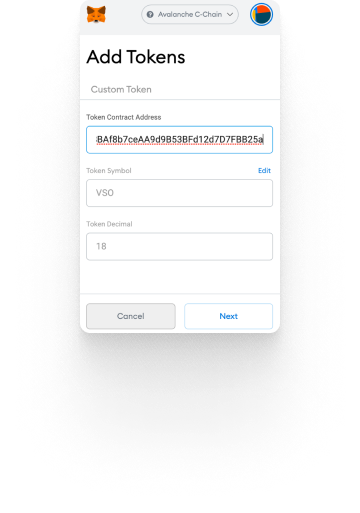 Avalanche C-Chain
Add Tokens
Custom Token
Token Contract Address
BAf8b7ceAA9d9B53BFd12d7D7FBB25a
Token Symbol Edit
VSO
Token Decimal
18
Cancel Next